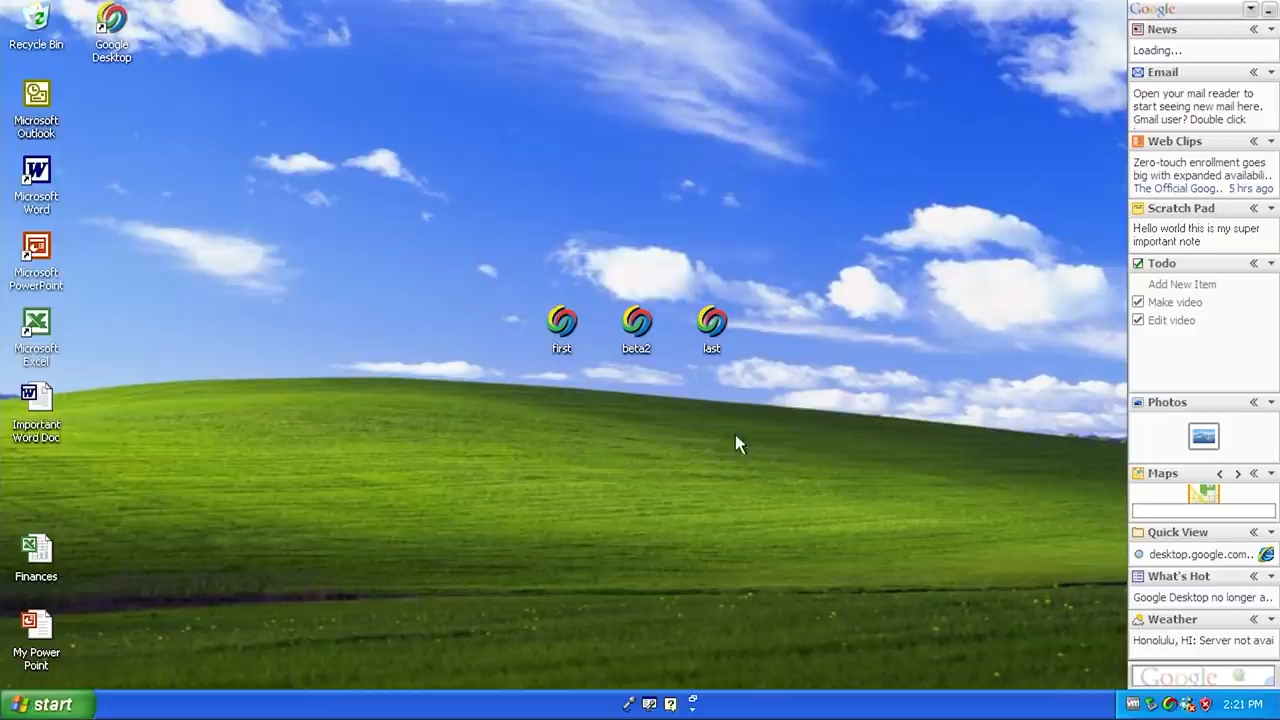 Recycle Bin
Google
Desktop
Microsoft
Outlook
Microsoft
Word
Microsoft
PowerPoint
Microsoft
Excel
Important
Word Doc
Finances
My Power
Point
first
beta2
last
Google
News
Loading...
Email
Open your mail reader to
start seeing new mail here.
Gmail user? Double click
Web Clips
Zero-touch enrollment goes
big with expanded availabili..
The Official Goog.. 5 hrs ago
Scratch Pad
Hello world this is my super
important note
Todo
Add New Item
Make video
Edit video
Photos
Maps
Quick View
desktop.google.com...
What's Hot
Google Desktop no longer a..
Weather
Honolulu, HI: Server not avai
Google
start
2:21 PM